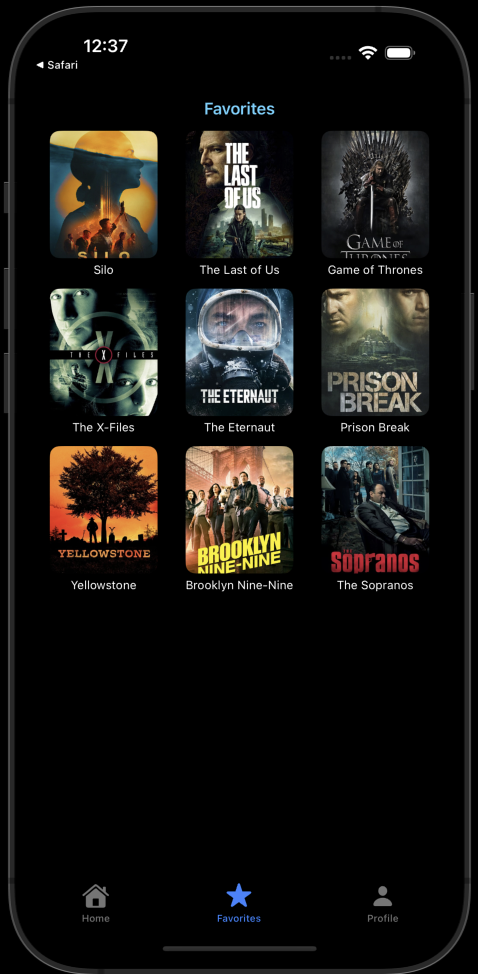 12:37
◀ Safari
Favorites
SILO
THE
LAST
OF US
GAME OF
THRONES
Silo
The Last of Us
Game of Thrones
THE X FILES
THE ETERNAUT
PRISON
BREAK
The X-Files
The Eternaut
Prison Break
YELLOWSTONE
BROOKLYN
NINE-NINE
THE
Sopranos
Yellowstone
Brooklyn Nine-Nine
The Sopranos
Home
Favorites
Profile